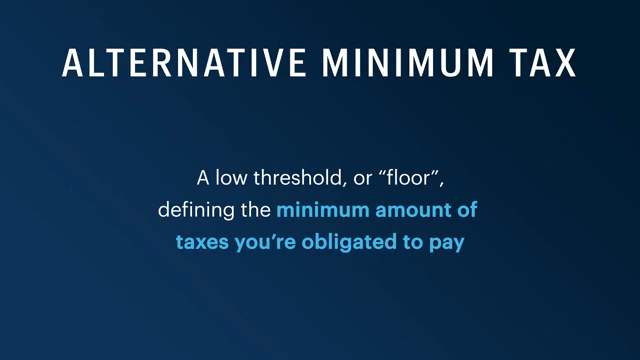 ALTERNATIVE MINIMUM TAX
A low threshold, or “floor”,
defining the minimum amount of
taxes you’re obligated to pay